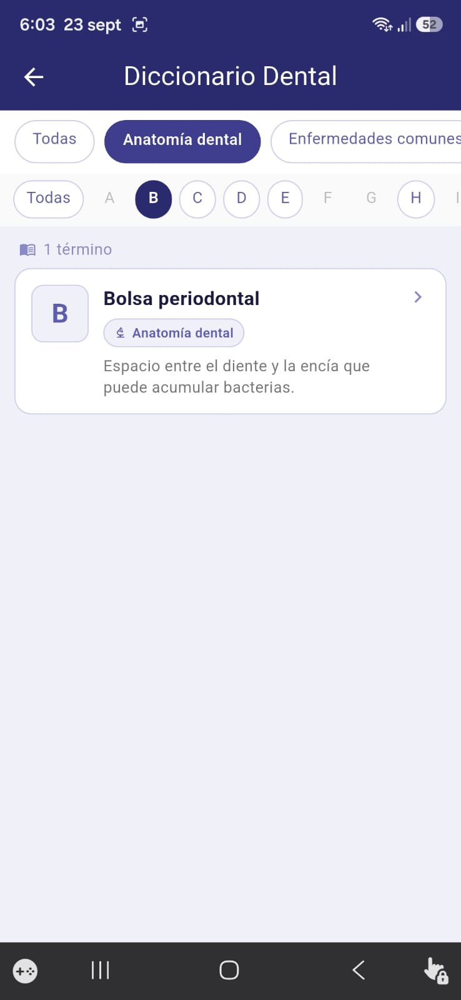 6:03 23 sept
52
Diccionario Dental
Todas Anatomía dental Enfermedades comunes
Todas A B C D E F G H I
1 término
B
Bolsa periodontal
Anatomía dental
Espacio entre el diente y la encía que
puede acumular bacterias.